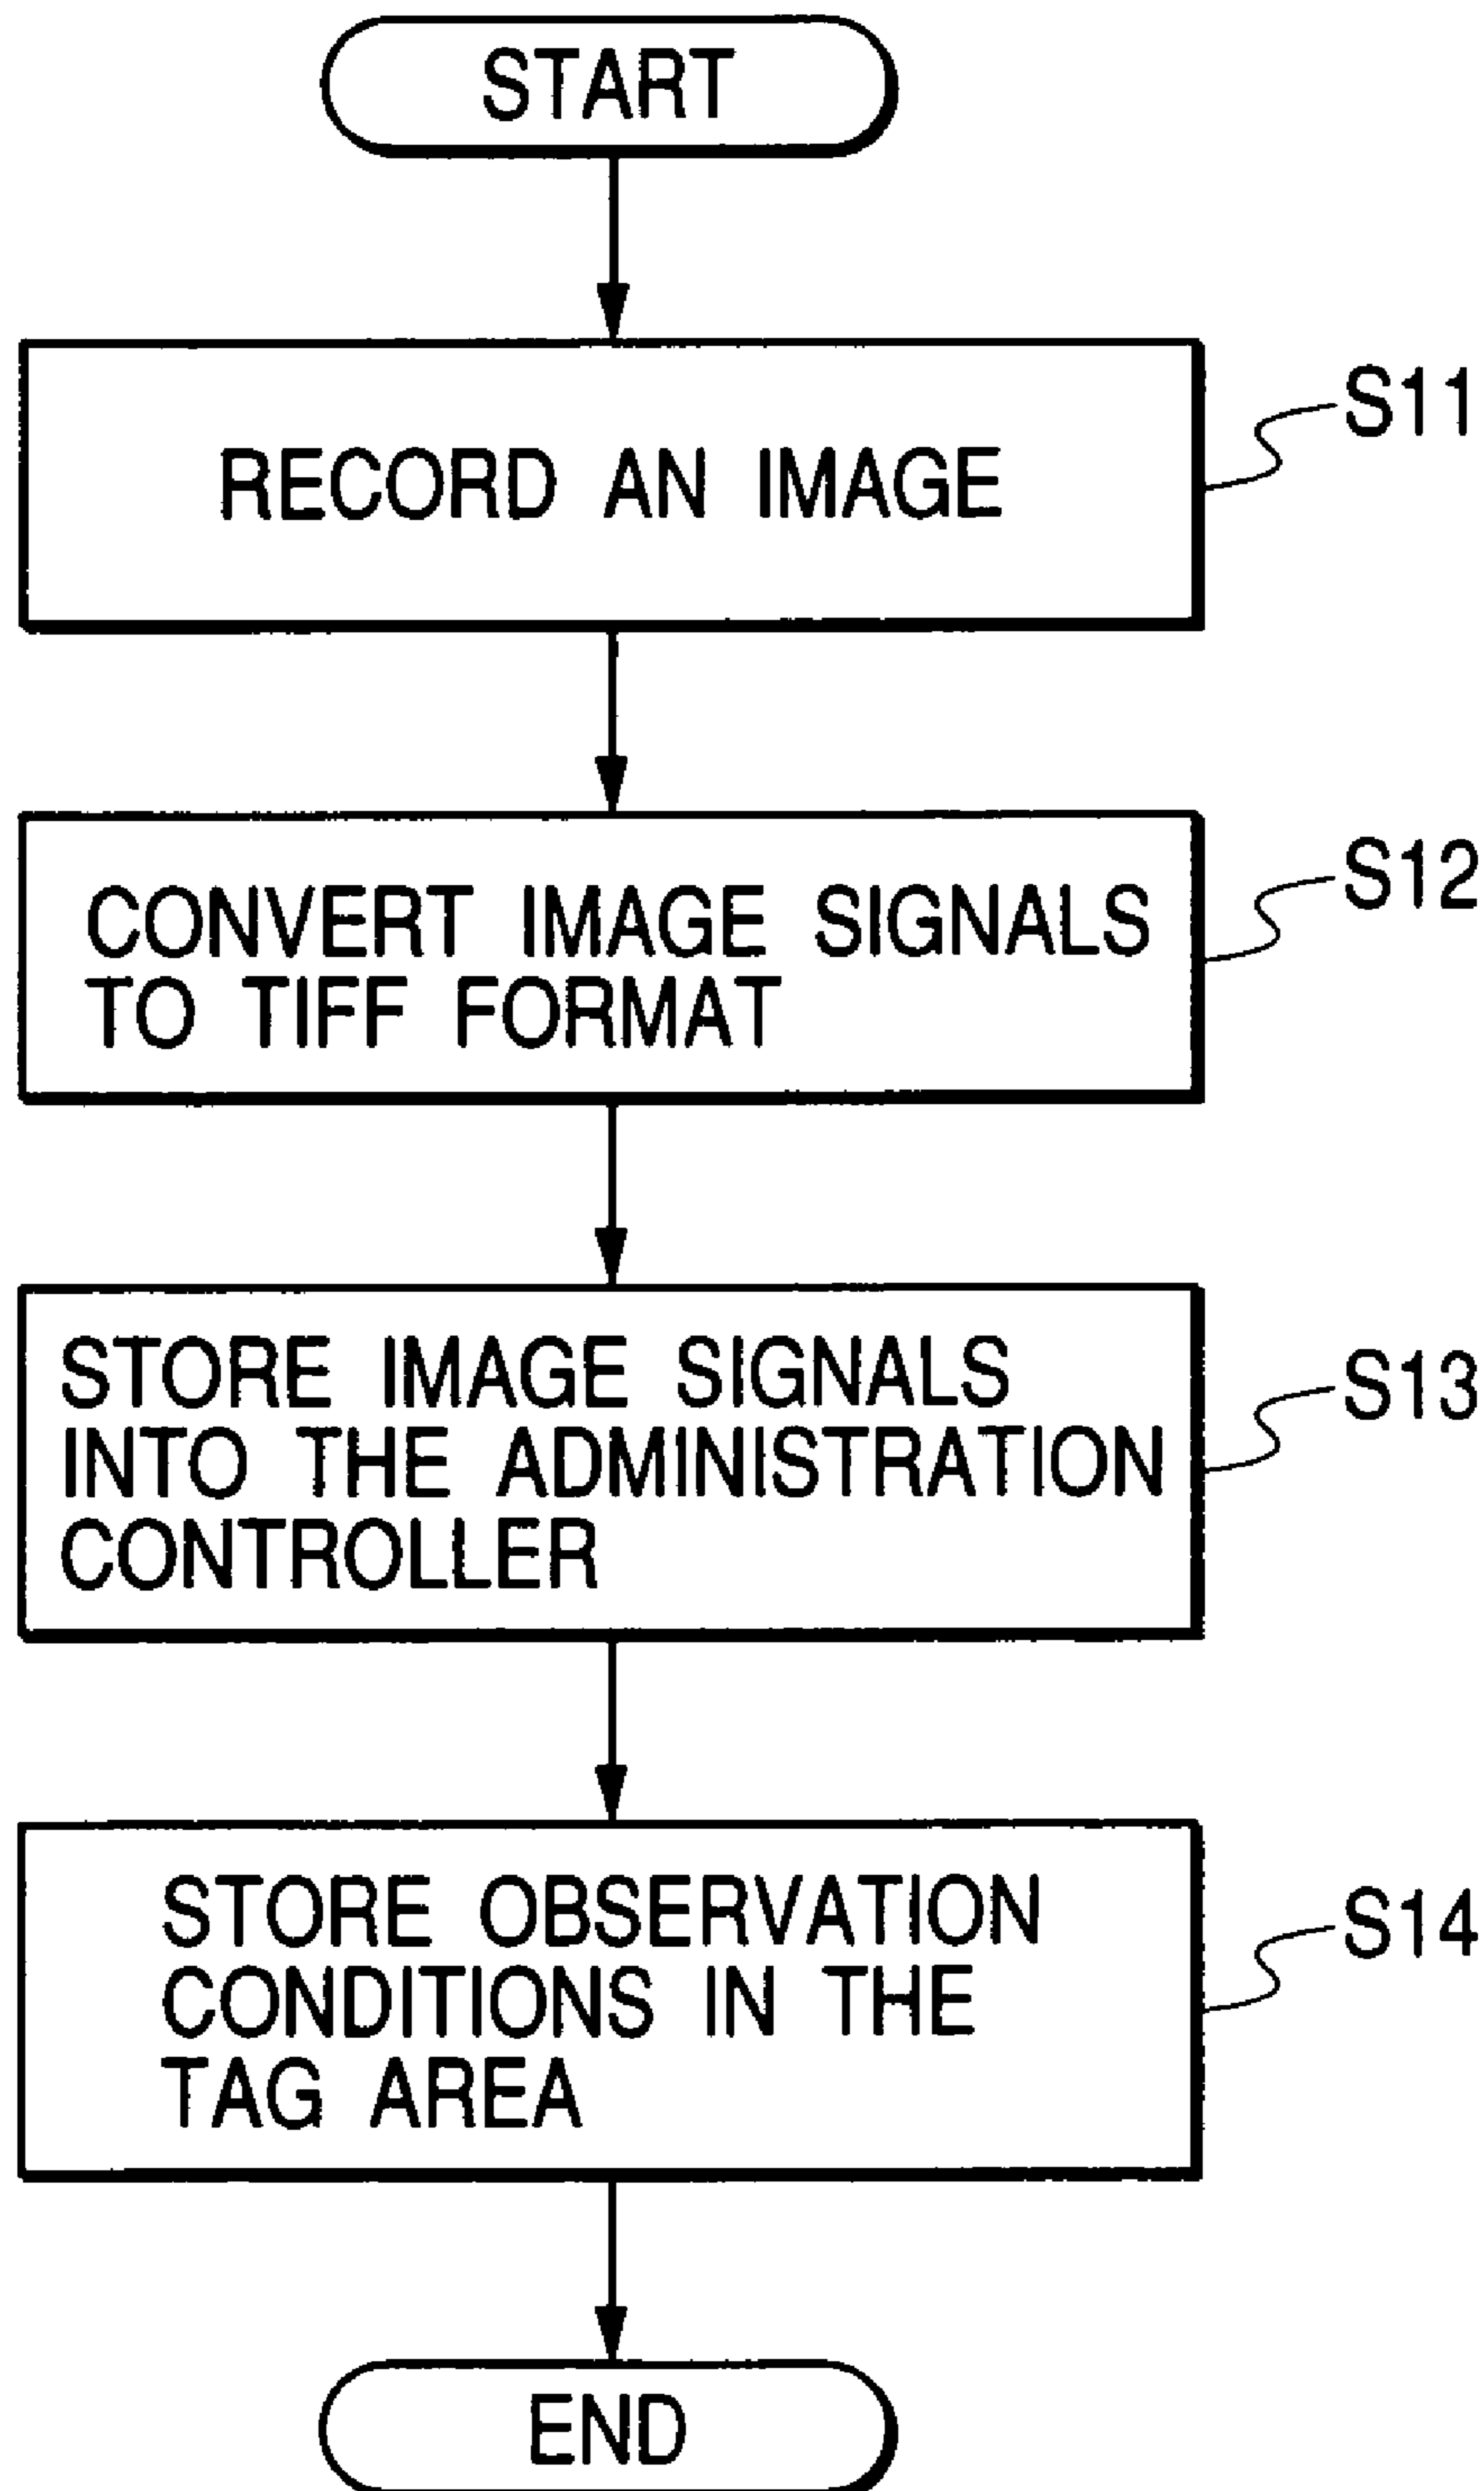 START
RECORD AN IMAGE
S11
CONVERT IMAGE SIGNALS
TO TIFF FORMAT
S12
STORE IMAGE SIGNALS
INTO THE ADMINISTRATION
CONTROLLER
S13
STORE OBSERVATION
CONDITIONS IN THE
TAG AREA
S14
END